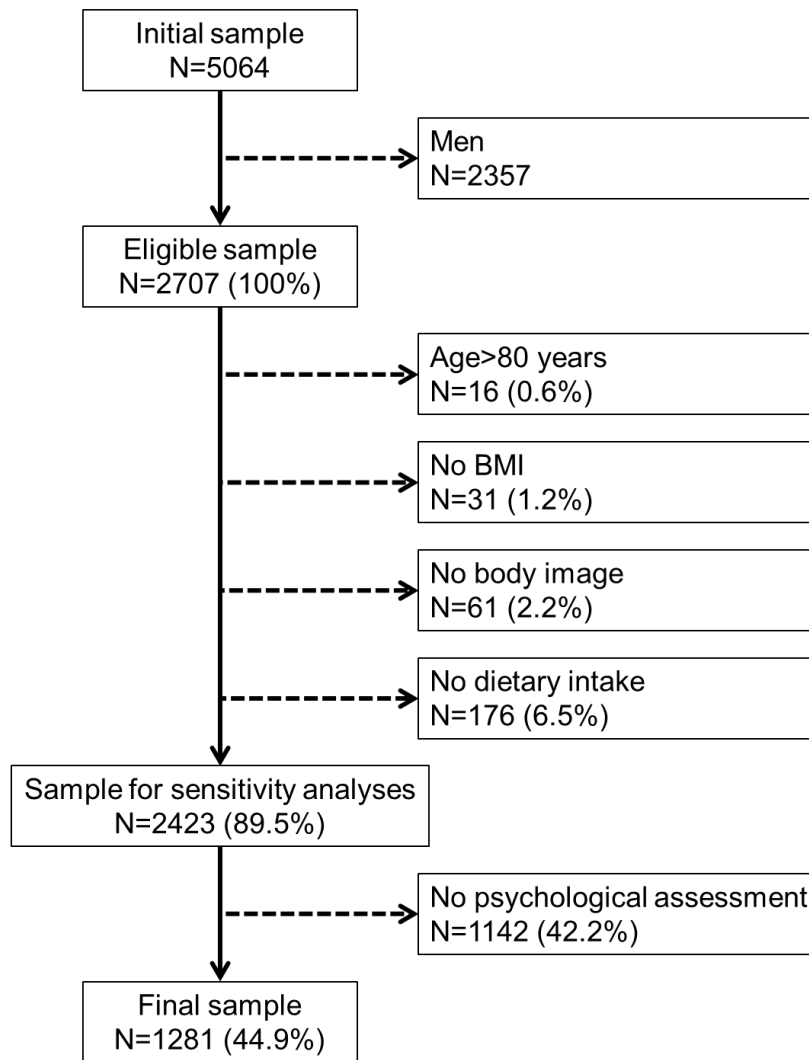 Initial sample
N=5064
Men
N=2357
Eligible sample
N=2707 (100%)
Age>80 years
N=16 (0.6%)
No BMI
N=31 (1.2%)
No body image
N=61 (2.2%)
No dietary intake
N=176 (6.5%)
Sample for sensitivity analyses
N=2423 (89.5%)
No psychological assessment
N=1142 (42.2%)
Final sample
N=1281 (44.9%)